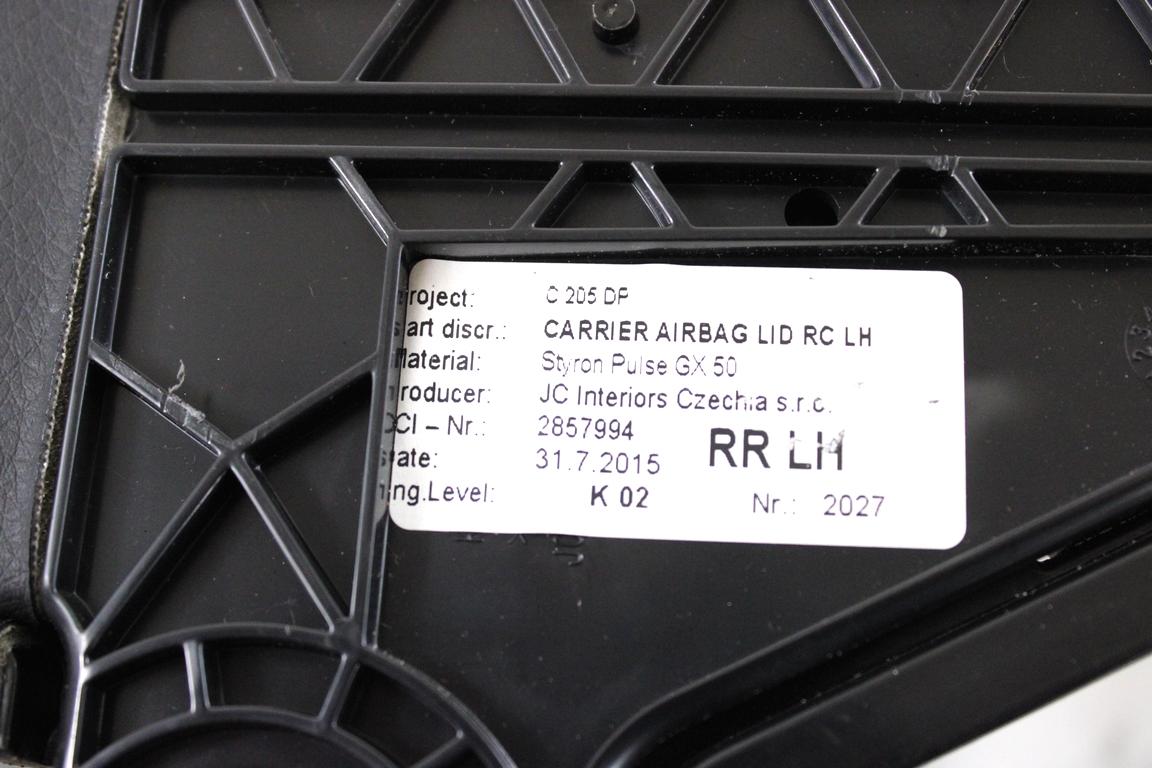 roject: C 205 DP
art discr.: CARRIER AIRBAG LID RC LH
Material: Styron Pulse GX 50
roducer: JC Interiors Czechia s.r.o.
CI – Nr.: 2857994
ate: 31.7.2015 RR LH
ng.Level: K 02 Nr.: 2027